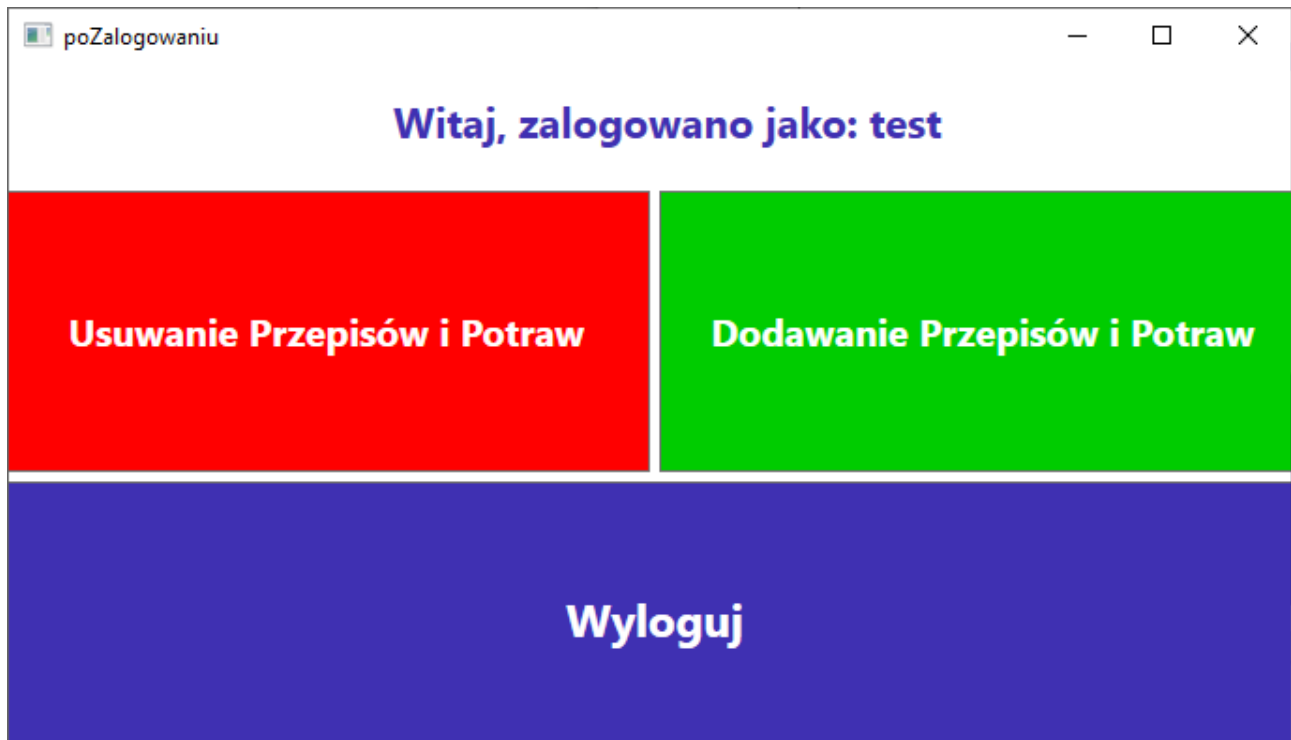 poZalogowaniu
Witaj, zalogowano jako: test
Usuwanie Przepisów i Potraw
Dodawanie Przepisów i Potraw
Wyloguj